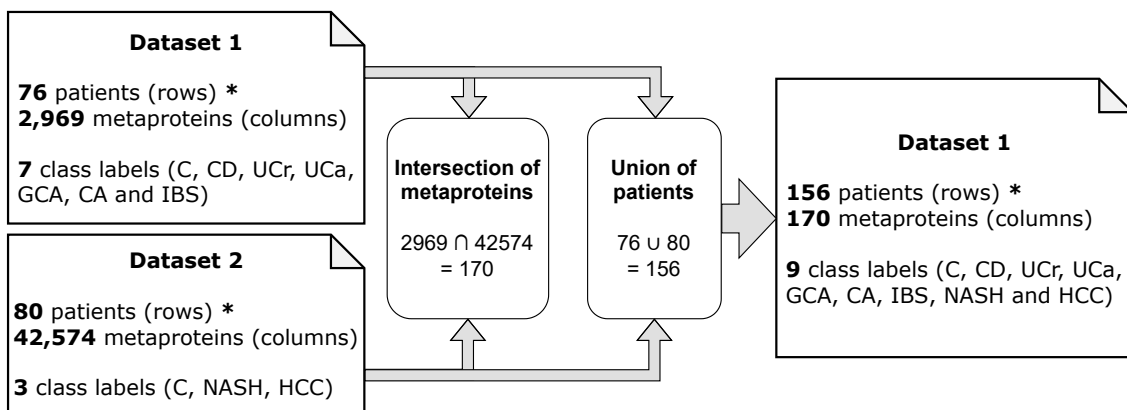 Dataset 1
76 patients (rows) *
2,969 metaproteins (columns)
7 class labels (C, CD, UCr, UCa,
GCA, CA and IBS)
Dataset 2
80 patients (rows) *
42,574 metaproteins (columns)
3 class labels (C, NASH, HCC)
Intersection of
metaproteins
2969 ∩ 42574
= 170
Union of
patients
76 ∪ 80
= 156
Dataset 1
156 patients (rows) *
170 metaproteins (columns)
9 class labels (C, CD, UCr, UCa,
GCA, CA, IBS, NASH and HCC)